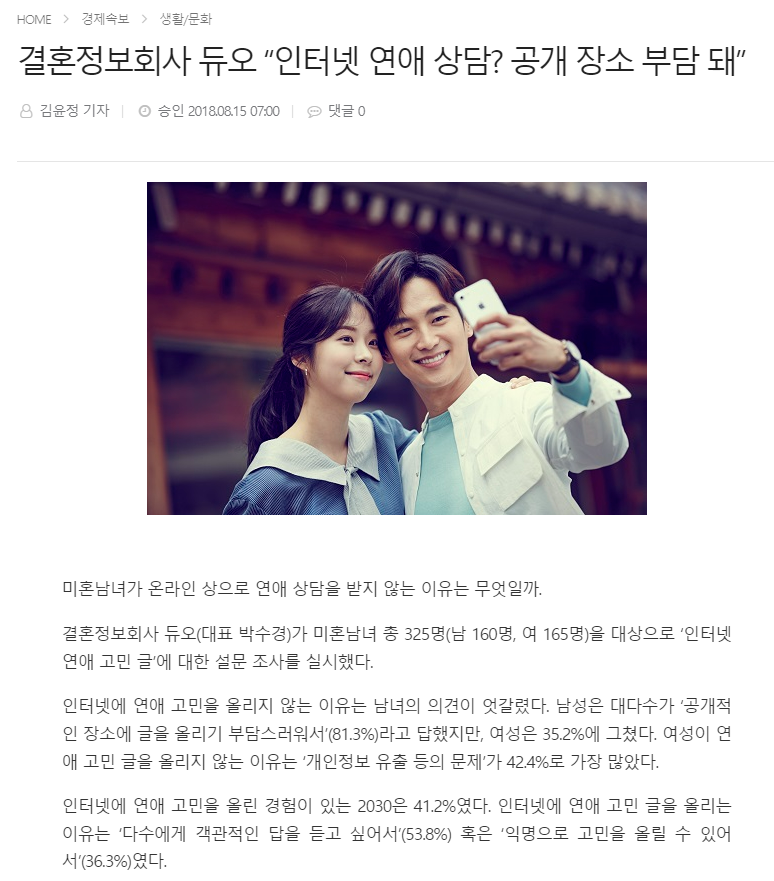 HOME > 경제속보 > 생활/문화
결혼정보회사 듀오 “인터넷 연애 상담? 공개 장소 부담 돼”
김윤정 기자 | 승인 2018.08.15 07:00 | 댓글 0
미혼남녀가 온라인 상으로 연애 상담을 받지 않는 이유는 무엇일까.
결혼정보회사 듀오(대표 박수경)가 미혼남녀 총 325명(남 160명, 여 165명)을 대상으로 ‘인터넷
연애 고민 글’에 대한 설문 조사를 실시했다.
인터넷에 연애 고민을 올리지 않는 이유는 남녀의 의견이 엇갈렸다. 남성은 대다수가 ‘공개적
인 장소에 글을 올리기 부담스러워서’(81.3%)라고 답했지만, 여성은 35.2%에 그쳤다. 여성이 연
애 고민 글을 올리지 않는 이유는 ‘개인정보 유출 등의 문제’가 42.4%로 가장 많았다.
인터넷에 연애 고민을 올린 경험이 있는 2030은 41.2%였다. 인터넷에 연애 고민 글을 올리는
이유는 ‘다수에게 객관적인 답을 듣고 싶어서’(53.8%) 혹은 ‘익명으로 고민을 올릴 수 있어
서’(36.3%)였다.